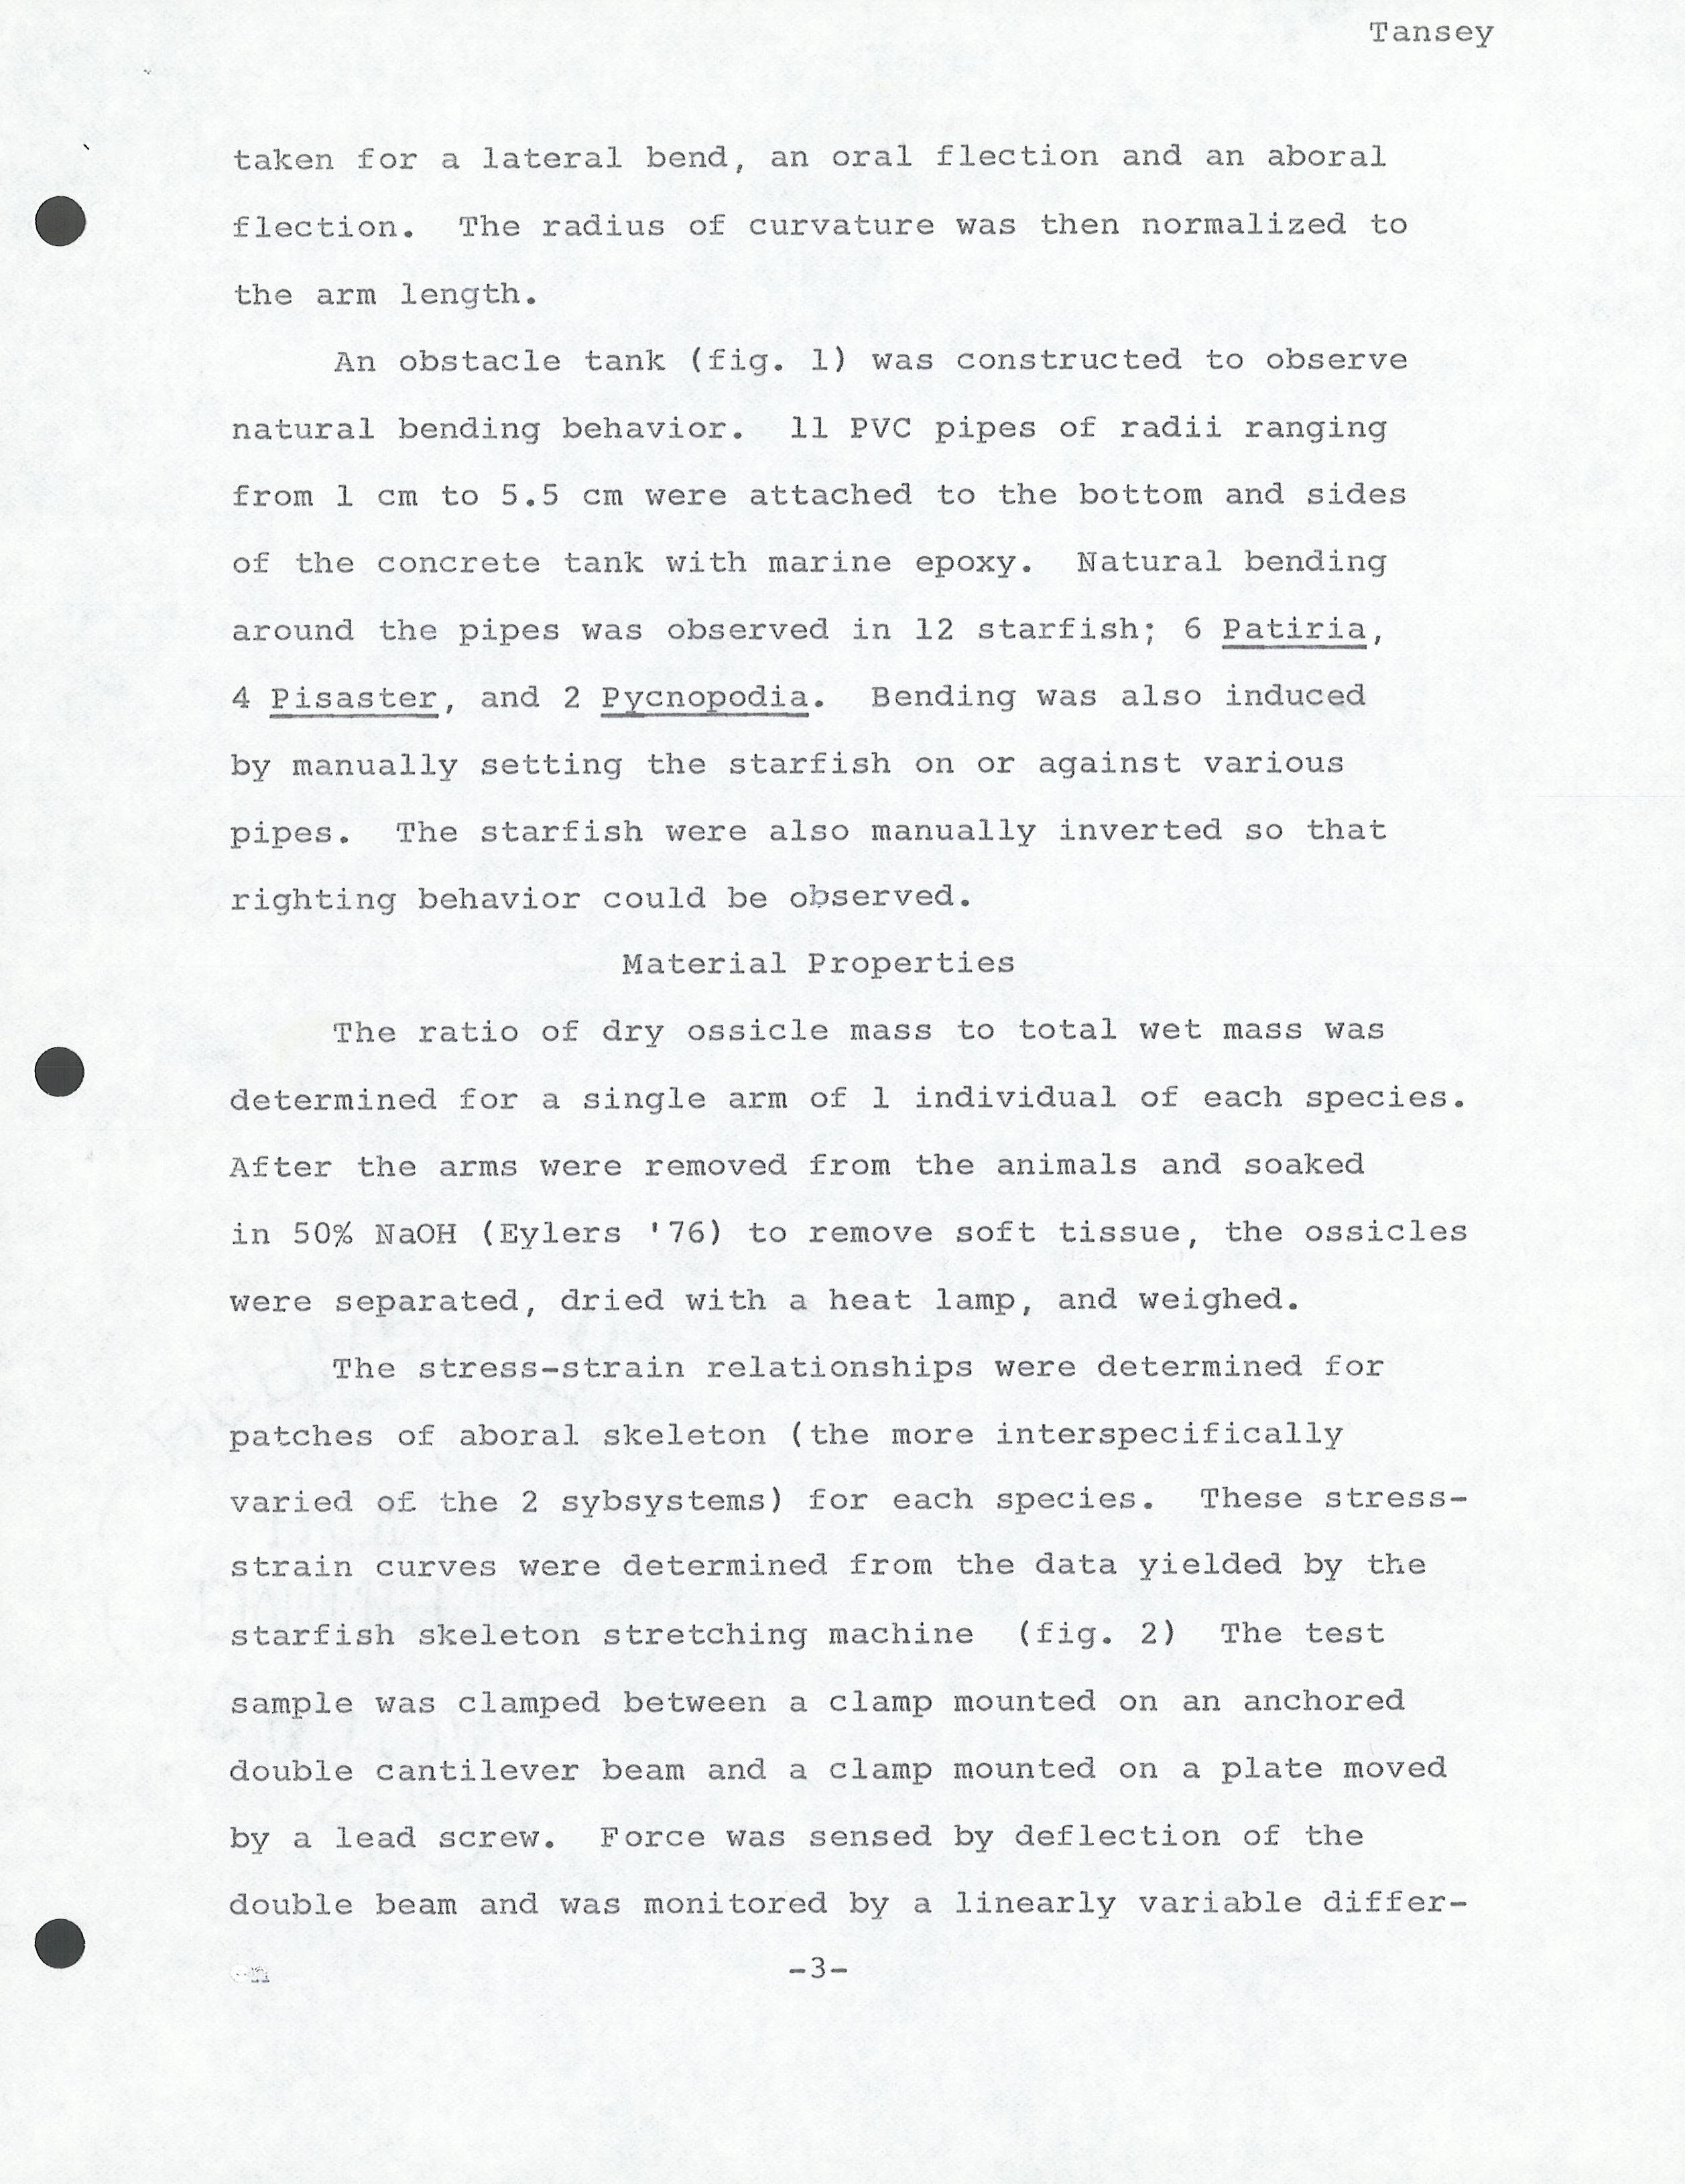 Tansey
taken for a lateral bend, an oral flection and an aboral
flection.  The radius of curvature was then normalized to
the arm length.
An obstacle tank (fig. 1) was constructed to observe
natural bending behavior.  11 PVC pipes of radii ranging
from 1 cm to 5.5 cm were attached to the bottom and sides
of the concrete tank with marine epoxy.  Natural bending
around the pipes was observed in 12 starfish; 6 Patiria,
4 Pisaster, and 2 Pycnopodia.  Bending was also induced
by manually setting the starfish on or against various
pipes.  The starfish were also manually inverted so that
righting behavior could be observed.
Material Properties
The ratio of dry ossicle mass to total wet mass was
determined for a single arm of 1 individual of each species.
After the arms were removed from the animals and soaked
in 50% NaOH (Eylers '76) to remove soft tissue, the ossicles
were separated, dried with a heat lamp, and weighed.
The stress-strain relationships were determined for
patches of aboral skeleton (the more interspecifically
varied of the 2 sybsystems) for each species.  These stress-
strain curves were determined from the data yielded by the
starfish skeleton stretching machine  (fig. 2)  The test
sample was clamped between a clamp mounted on an anchored
double cantilever beam and a clamp mounted on a plate moved
by a lead screw.  Force was sensed by deflection of the
double beam and was monitored by a linearly variable differ-
-3-